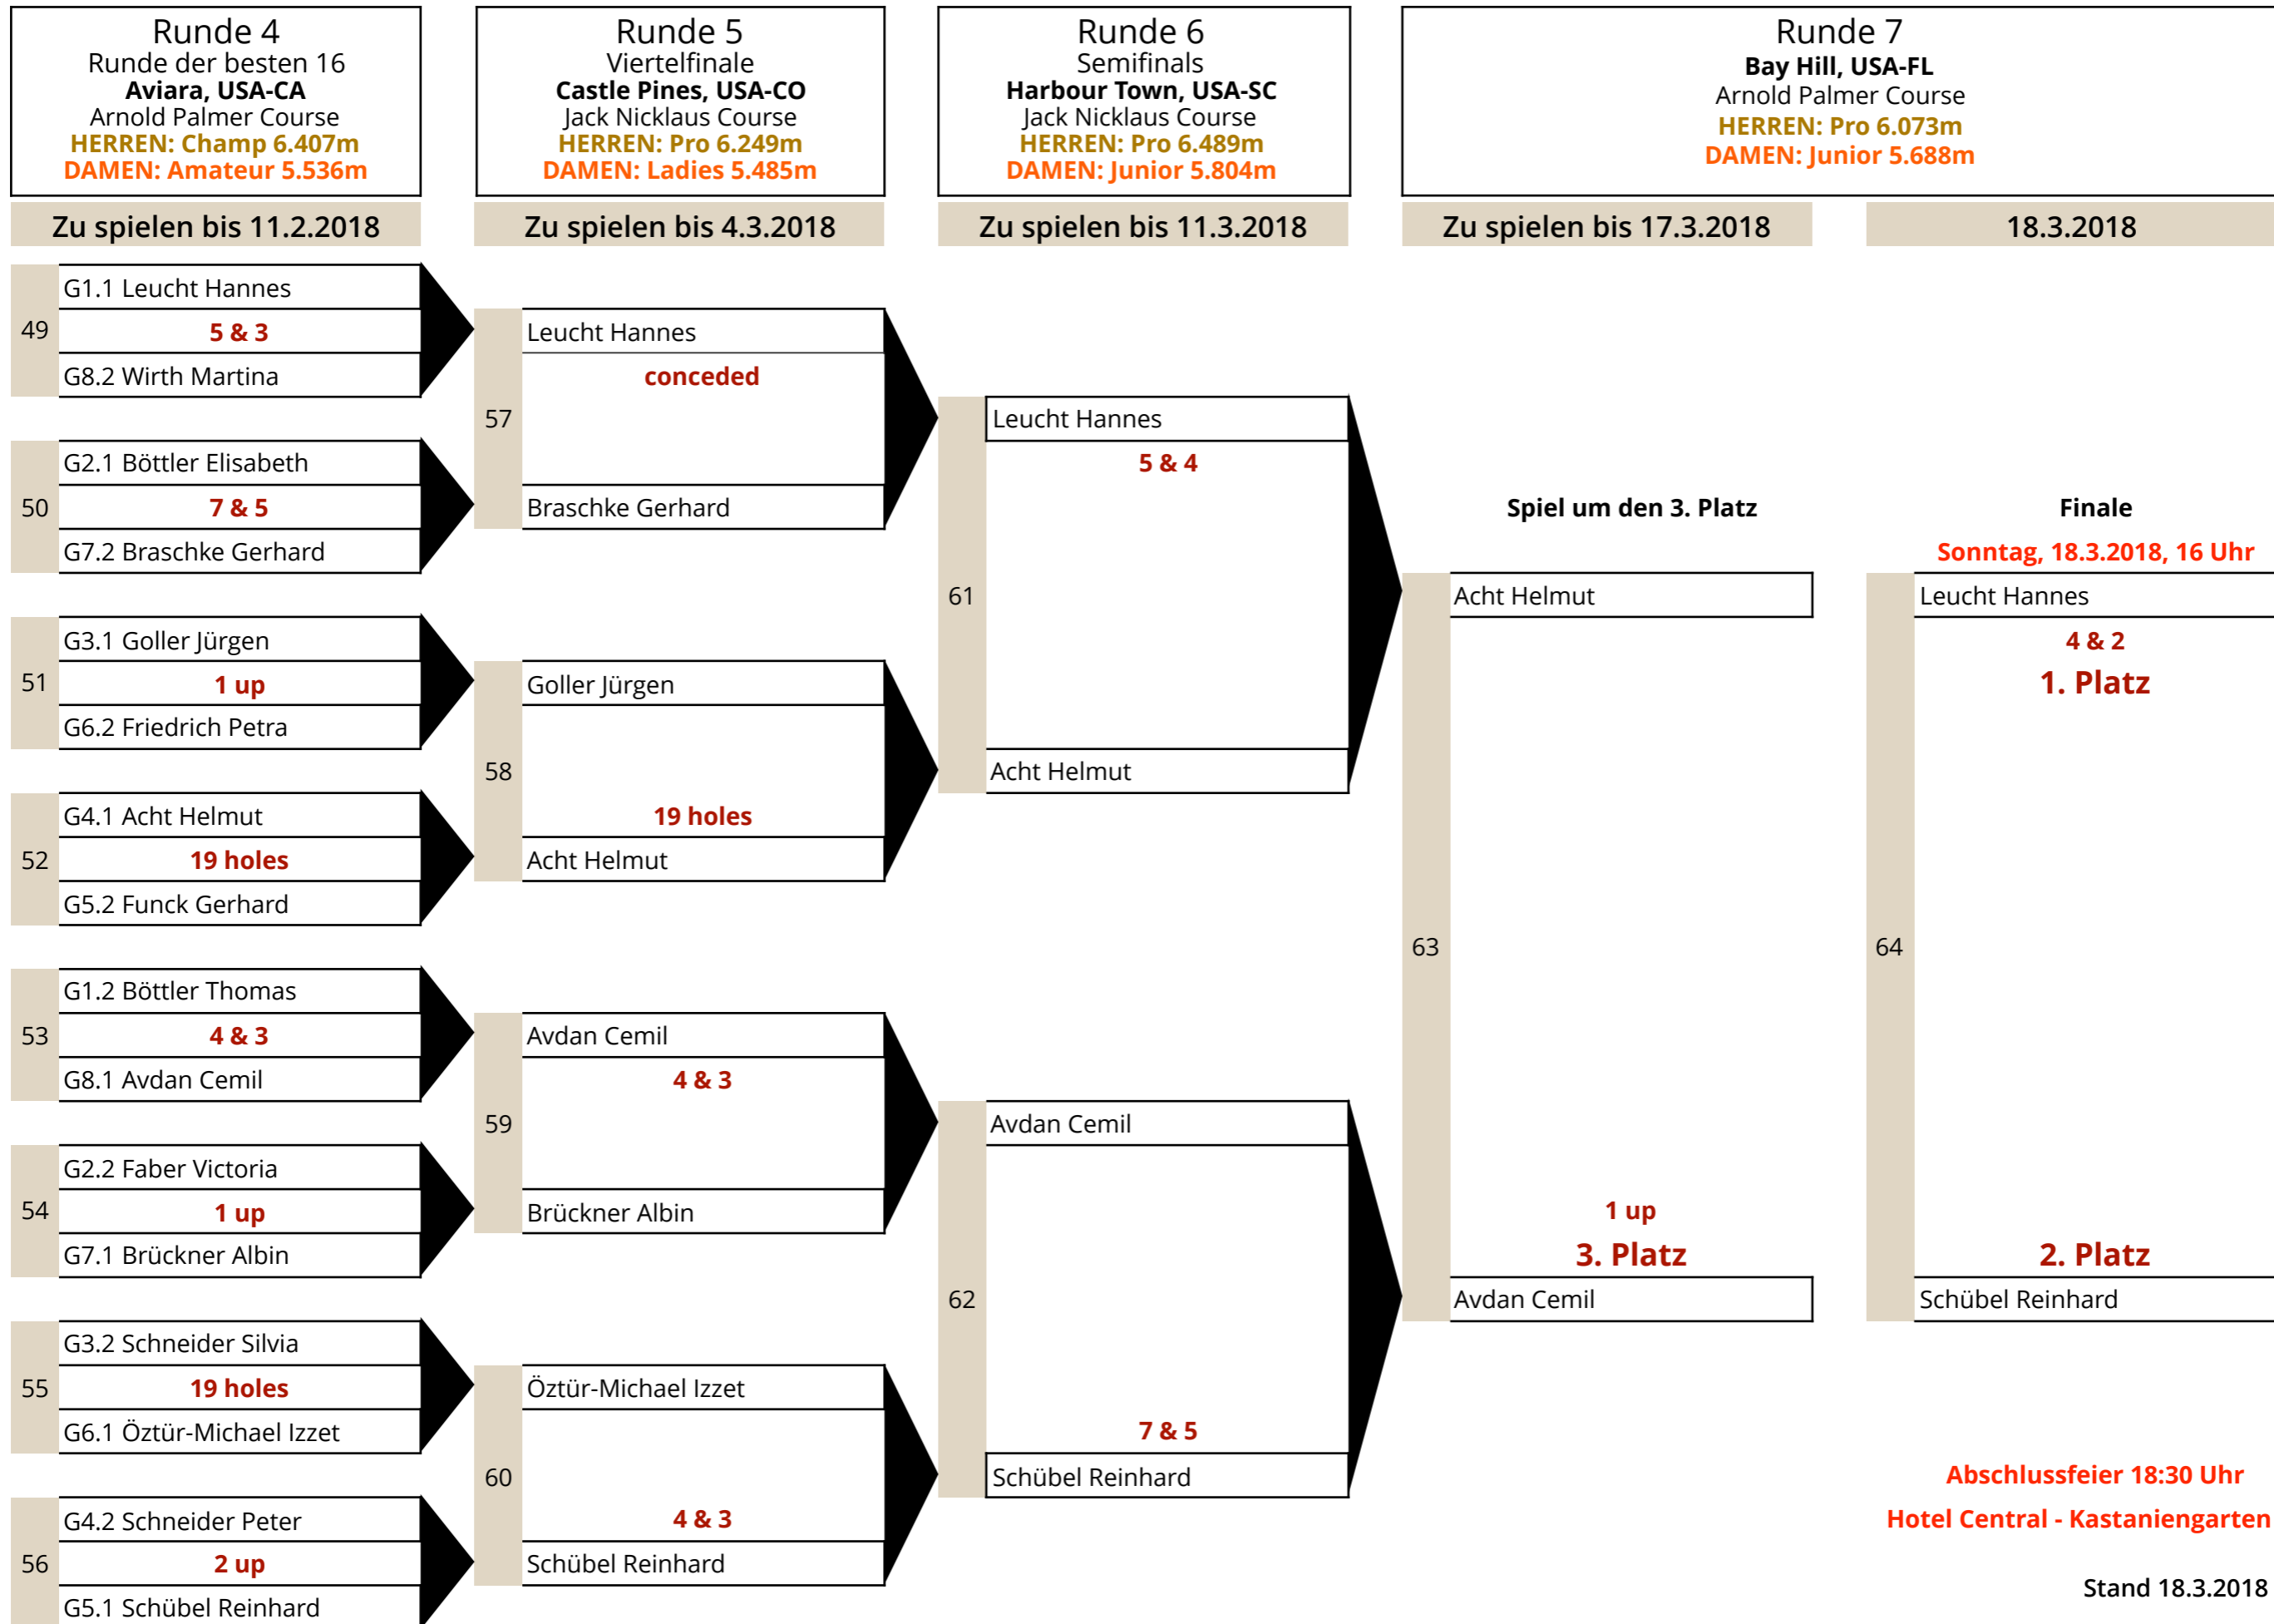 Runde 4
Runde der besten 16
Aviara, USA-CA
Arnold Palmer Course
HERREN: Champ 6.407m
DAMEN: Amateur 5.536m
Zu spielen bis 11.2.2018
49
G1.1 Leucht Hannes
5 & 3
G8.2 Wirth Martina
50
G2.1 Böttler Elisabeth
7 & 5
G7.2 Braschke Gerhard
51
G3.1 Goller Jürgen
1 up
G6.2 Friedrich Petra
52
G4.1 Acht Helmut
19 holes
G5.2 Funck Gerhard
53
G1.2 Böttler Thomas
4 & 3
G8.1 Avdan Cemil
54
G2.2 Faber Victoria
1 up
G7.1 Brückner Albin
55
G3.2 Schneider Silvia
19 holes
G6.1 Öztür-Michael Izzet
56
G4.2 Schneider Peter
2 up
G5.1 Schübel Reinhard
Runde 5
Viertelfinale
Castle Pines, USA-CO
Jack Nicklaus Course
HERREN: Pro 6.249m
DAMEN: Ladies 5.485m
Zu spielen bis 4.3.2018
57
Leucht Hannes
conceded
Braschke Gerhard
58
Goller Jürgen
19 holes
Acht Helmut
59
Avdan Cemil
4 & 3
Brückner Albin
60
Öztür-Michael Izzet
4 & 3
Schübel Reinhard
Runde 6
Semifinals
Harbour Town, USA-SC
Jack Nicklaus Course
HERREN: Pro 6.489m
DAMEN: Junior 5.804m
Zu spielen bis 11.3.2018
61
Leucht Hannes
5 & 4
Acht Helmut
62
Avdan Cemil
7 & 5
Schübel Reinhard
Runde 7
Bay Hill, USA-FL
Arnold Palmer Course
HERREN: Pro 6.073m
DAMEN: Junior 5.688m
Zu spielen bis 17.3.2018
Spiel um den 3. Platz
63
Acht Helmut
1 up
3. Platz
Avdan Cemil
18.3.2018
Finale
Sonntag, 18.3.2018, 16 Uhr
64
Leucht Hannes
4 & 2
1. Platz
2. Platz
Schübel Reinhard
Abschlussfeier 18:30 Uhr
Hotel Central - Kastaniengarten
Stand 18.3.2018